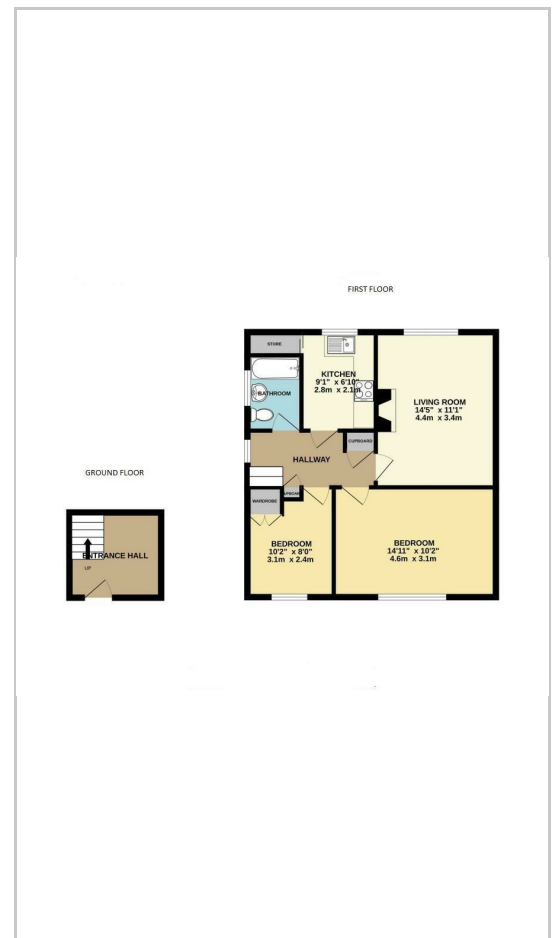 FIRST FLOOR
STORE
KITCHEN
9'1" x 6'10"
2.8m x 2.1m
BATHROOM
LIVING ROOM
14'5" x 11'1"
4.4m x 3.4m
CUPBOARD
HALLWAY
WARDROBE
BEDROOM
10'2" x 8'0"
3.1m x 2.4m
BEDROOM
14'11" x 10'2"
4.6m x 3.1m
GROUND FLOOR
ENTRANCE HALL
UP